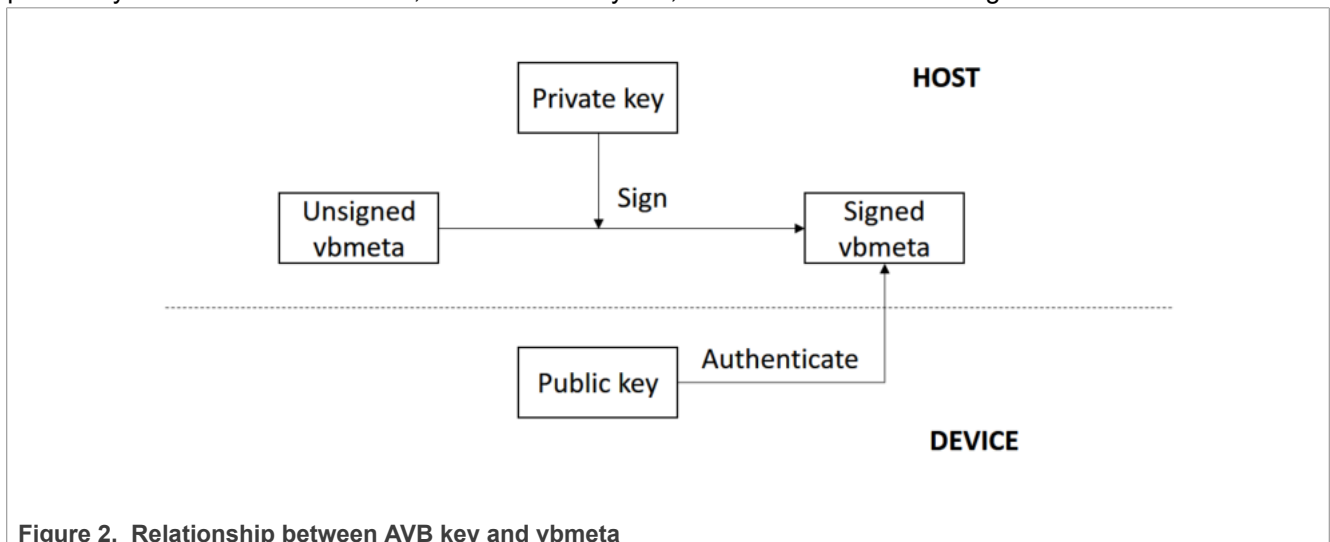 HOST
Private key
Sign
Unsigned
vbmeta
Signed
vbmeta
Authenticate
Public key
DEVICE
Figure 2. Relationship between AVB key and vbmeta